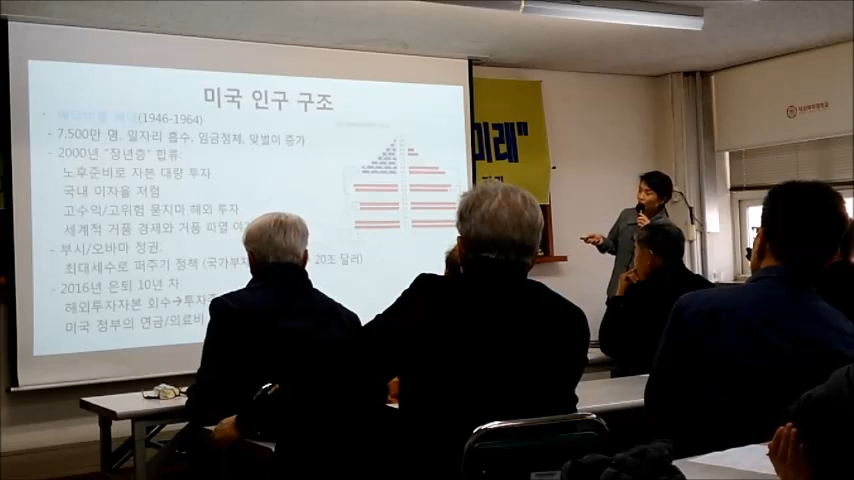 미국 인구 구조
(1946-1964)
- 7,500만 명, 일자리 흡수, 임금정체, 맞벌이 증가
- 2000년 "장년층" 합류
노후준비로 자본 대량 투자
국내 이자율 저렴
고수익/고위험 묻지마 해외 투자
세계적 거품 경제와 거품 파열
- 부시/오바마 정권
최대세수로 퍼주기 정책 (국가부 20조 달러)
- 2016년 은퇴 10년 차
해외투자자본 회수→투자
미국 정부의 연금/의료비
미래"